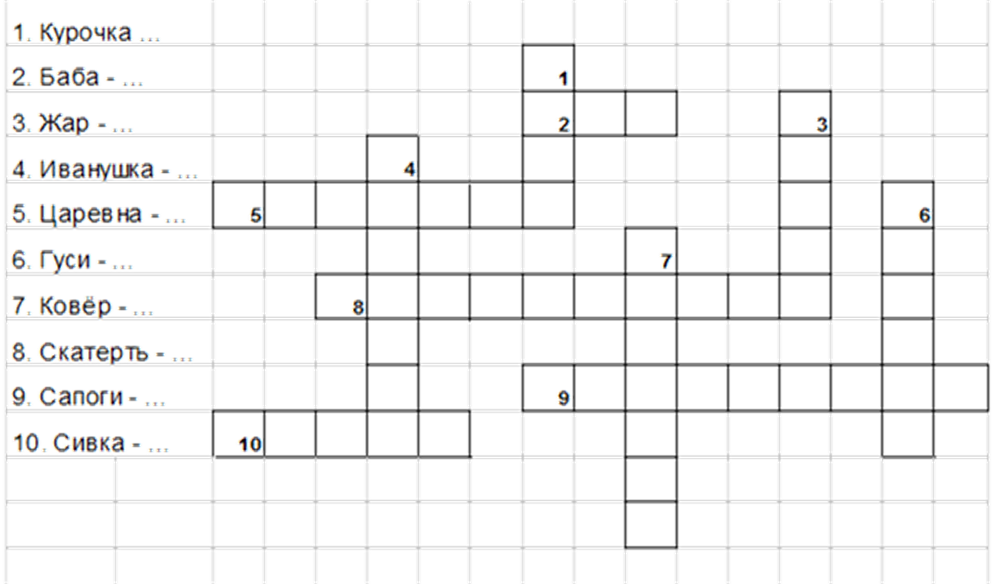 1. Курочка ...
2. Баба - ...
3. Жар - ...
4. Иванушка - ...
5. Царевна - ...
6. Гуси - ...
7. Ковёр - ...
8. Скатерть - ...
9. Сапоги - ...
10. Сивка - ...
1
2
3
4
5
6
7
8
9
10